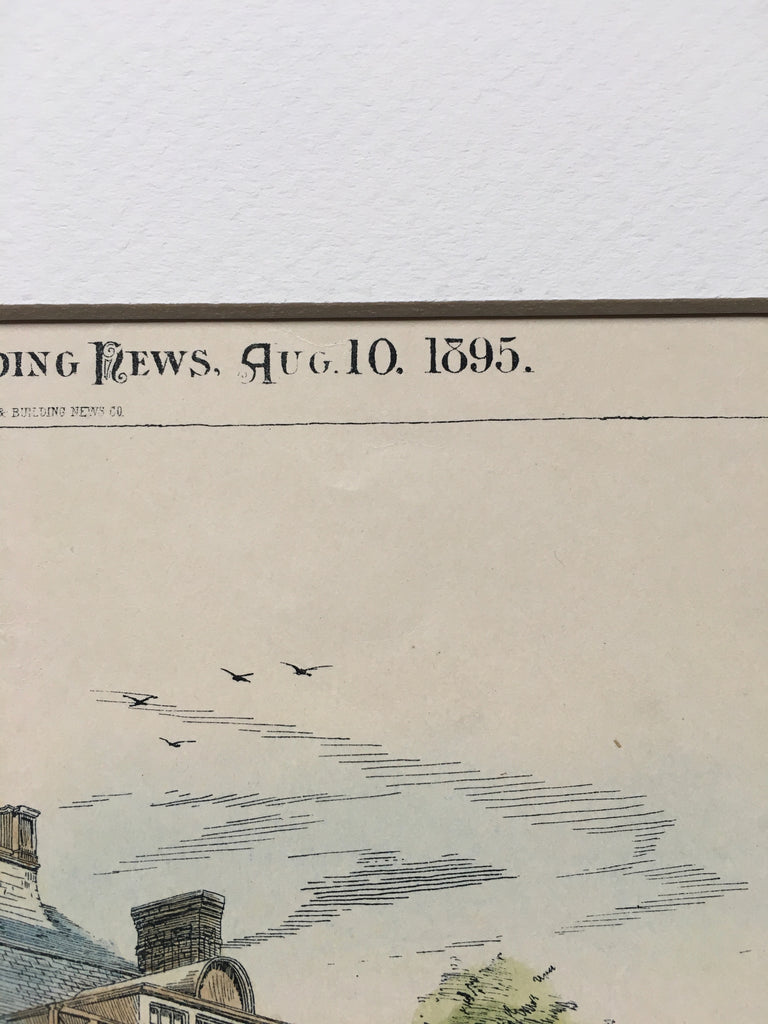 DING NEWS, AUG. 10. 1895.
& BUILDING NEWS CO.